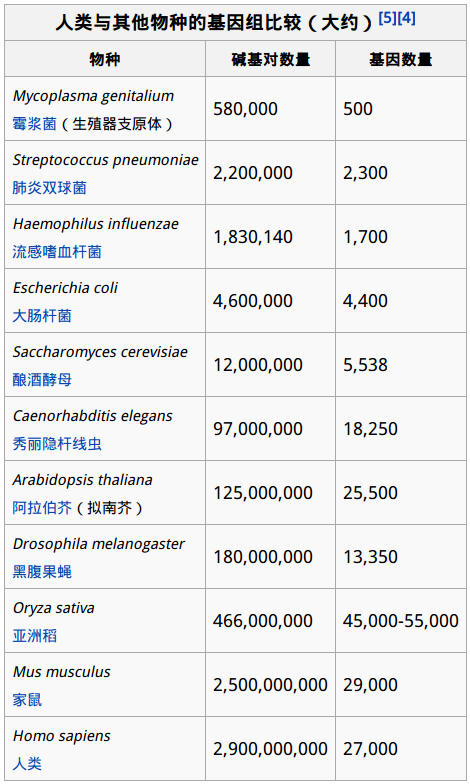 人类与其他物种的基因组比较（大约）[5][4]
物种 碱基对数量 基因数量
Mycoplasma genitalium
霉浆菌（生殖器支原体） 580,000 500
Streptococcus pneumoniae
肺炎双球菌 2,200,000 2,300
Haemophilus influenzae
流感嗜血杆菌 1,830,140 1,700
Escherichia coli
大肠杆菌 4,600,000 4,400
Saccharomyces cerevisiae
酿酒酵母 12,000,000 5,538
Caenorhabditis elegans
秀丽隐杆线虫 97,000,000 18,250
Arabidopsis thaliana
阿拉伯芥（拟南芥） 125,000,000 25,500
Drosophila melanogaster
黑腹果蝇 180,000,000 13,350
Oryza sativa
亚洲稻 466,000,000 45,000-55,000
Mus musculus
家鼠 2,500,000,000 29,000
Homo sapiens
人类 2,900,000,000 27,000